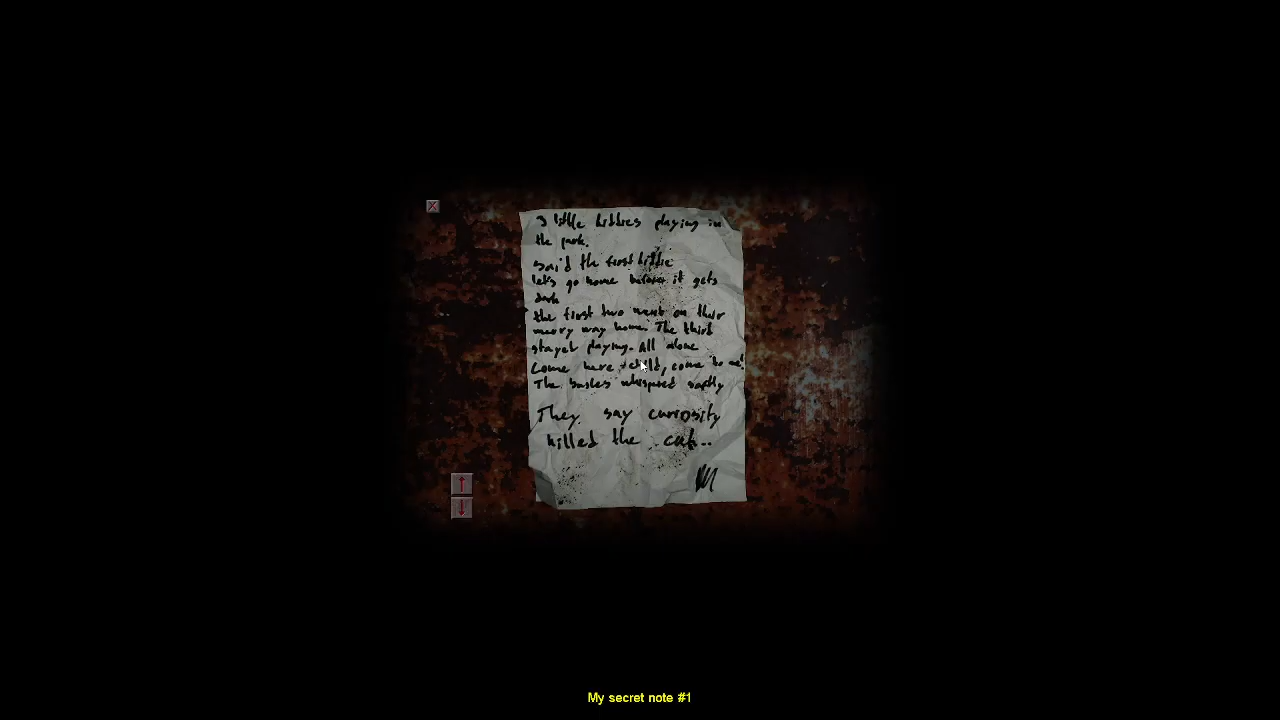 3 little kiddies playing in
the park.
Said the first kiddie
let's go home before it gets
dark
the first two went on their
merry way home. The third
stayed playing. All alone
Come here child, come to me!
The bushes whispered softly
They say curiosity
killed the cat..
My secret note #1